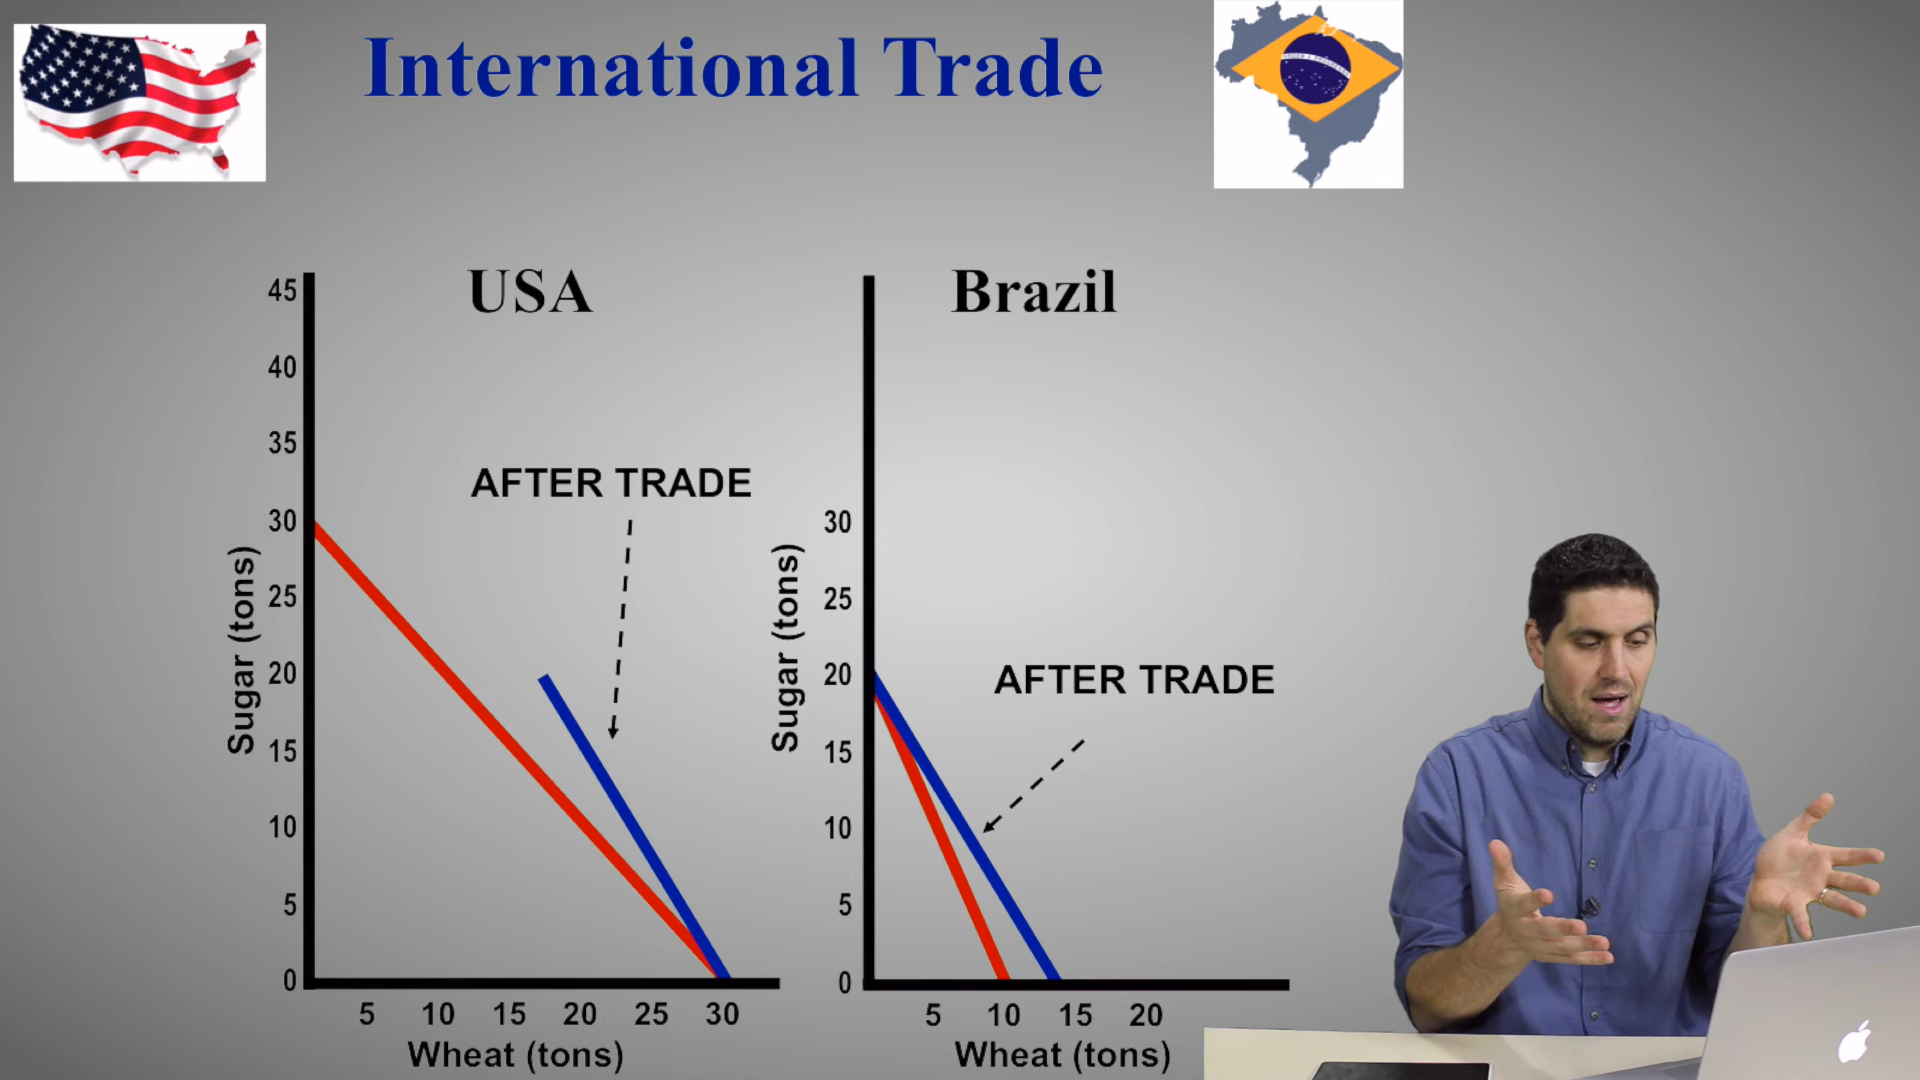 International Trade
USA
45
40
35
30
25
20
15
10
5
0
Sugar (tons)
AFTER TRADE
5 10 15 20 25 30
Wheat (tons)
Brazil
30
25
20
15
10
5
0
Sugar (tons)
AFTER TRADE
5 10 15 20
Wheat (tons)